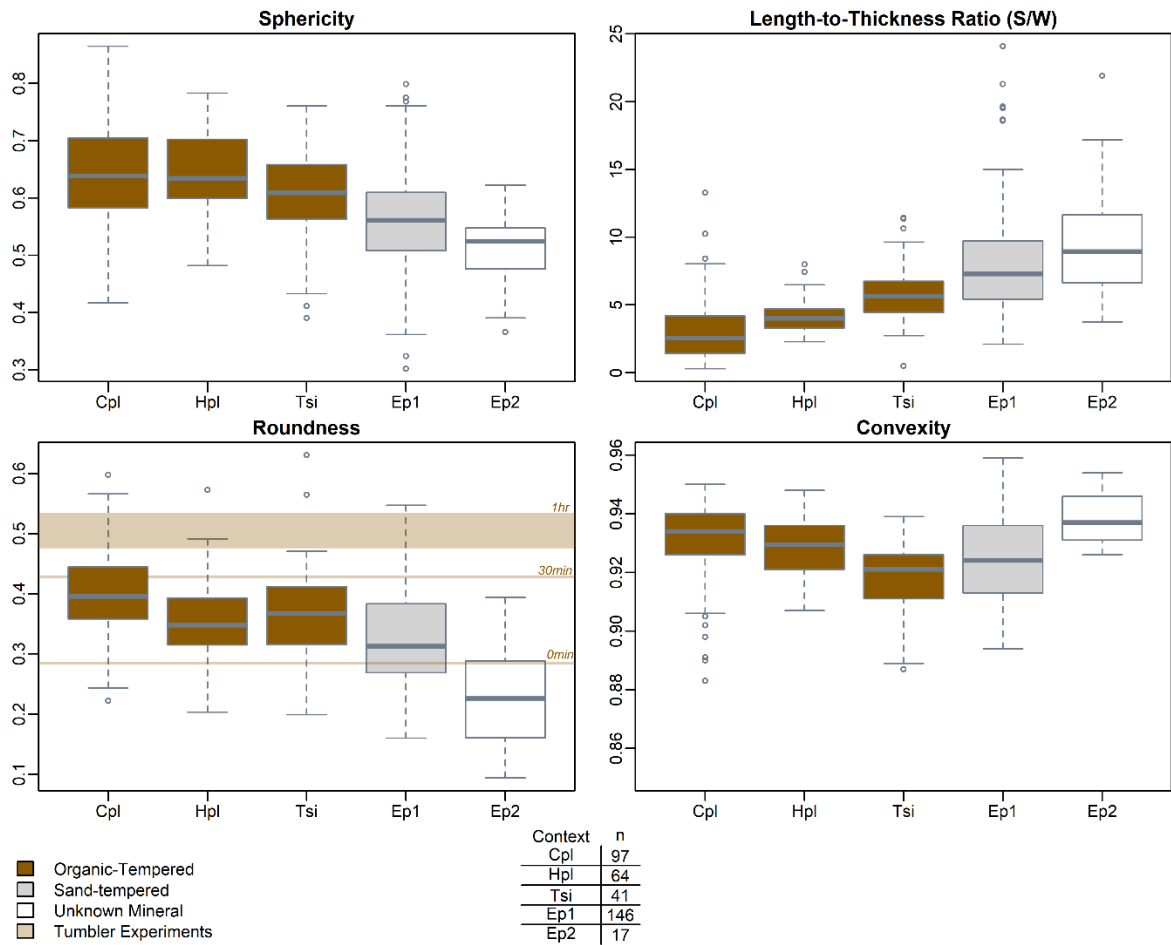 Sphericity
0.8
0.7
0.6
0.5
0.4
0.3
Cpl Hpl Tsi Ep1 Ep2
Length-to-Thickness Ratio (S/W)
25
20
15
10
5
0
Cpl Hpl Tsi Ep1 Ep2
Roundness
0.6
0.5
0.4
0.3
0.2
0.1
1hr
30min
0min
Cpl Hpl Tsi Ep1 Ep2
Convexity
0.96
0.94
0.92
0.90
0.88
0.86
Cpl Hpl Tsi Ep1 Ep2
Organic-Tempered
Sand-tempered
Unknown Mineral
Tumbler Experiments
Context n
Cpl 97
Hpl 64
Tsi 41
Ep1 146
Ep2 17